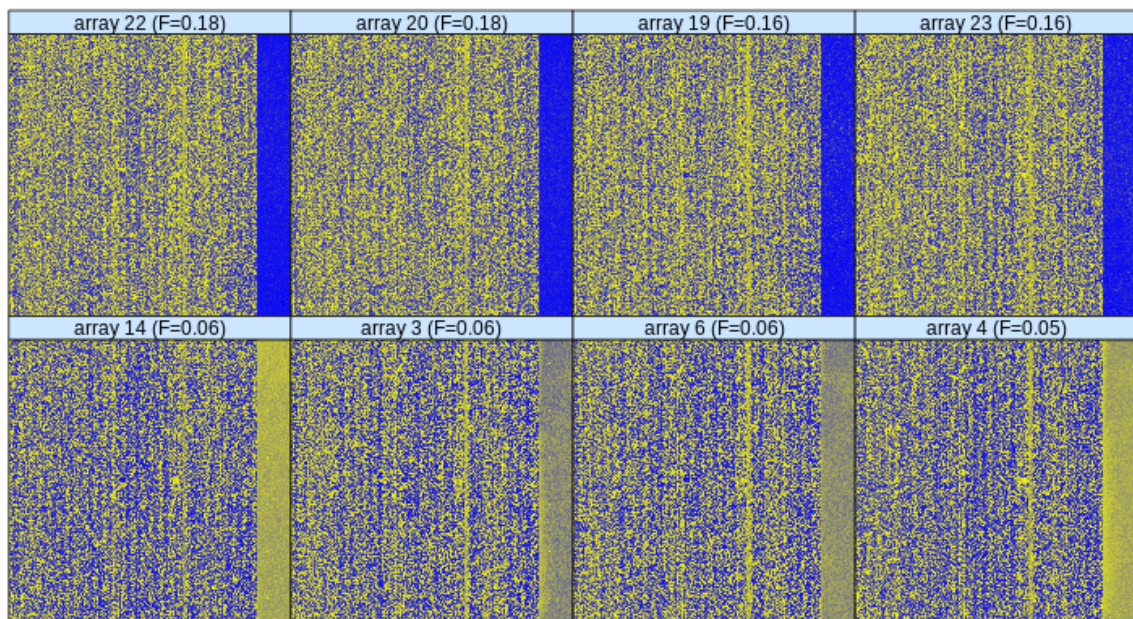 array 22 (F=0.18)
array 20 (F=0.18)
array 19 (F=0.16)
array 23 (F=0.16)
array 14 (F=0.06)
array 3 (F=0.06)
array 6 (F=0.06)
array 4 (F=0.05)